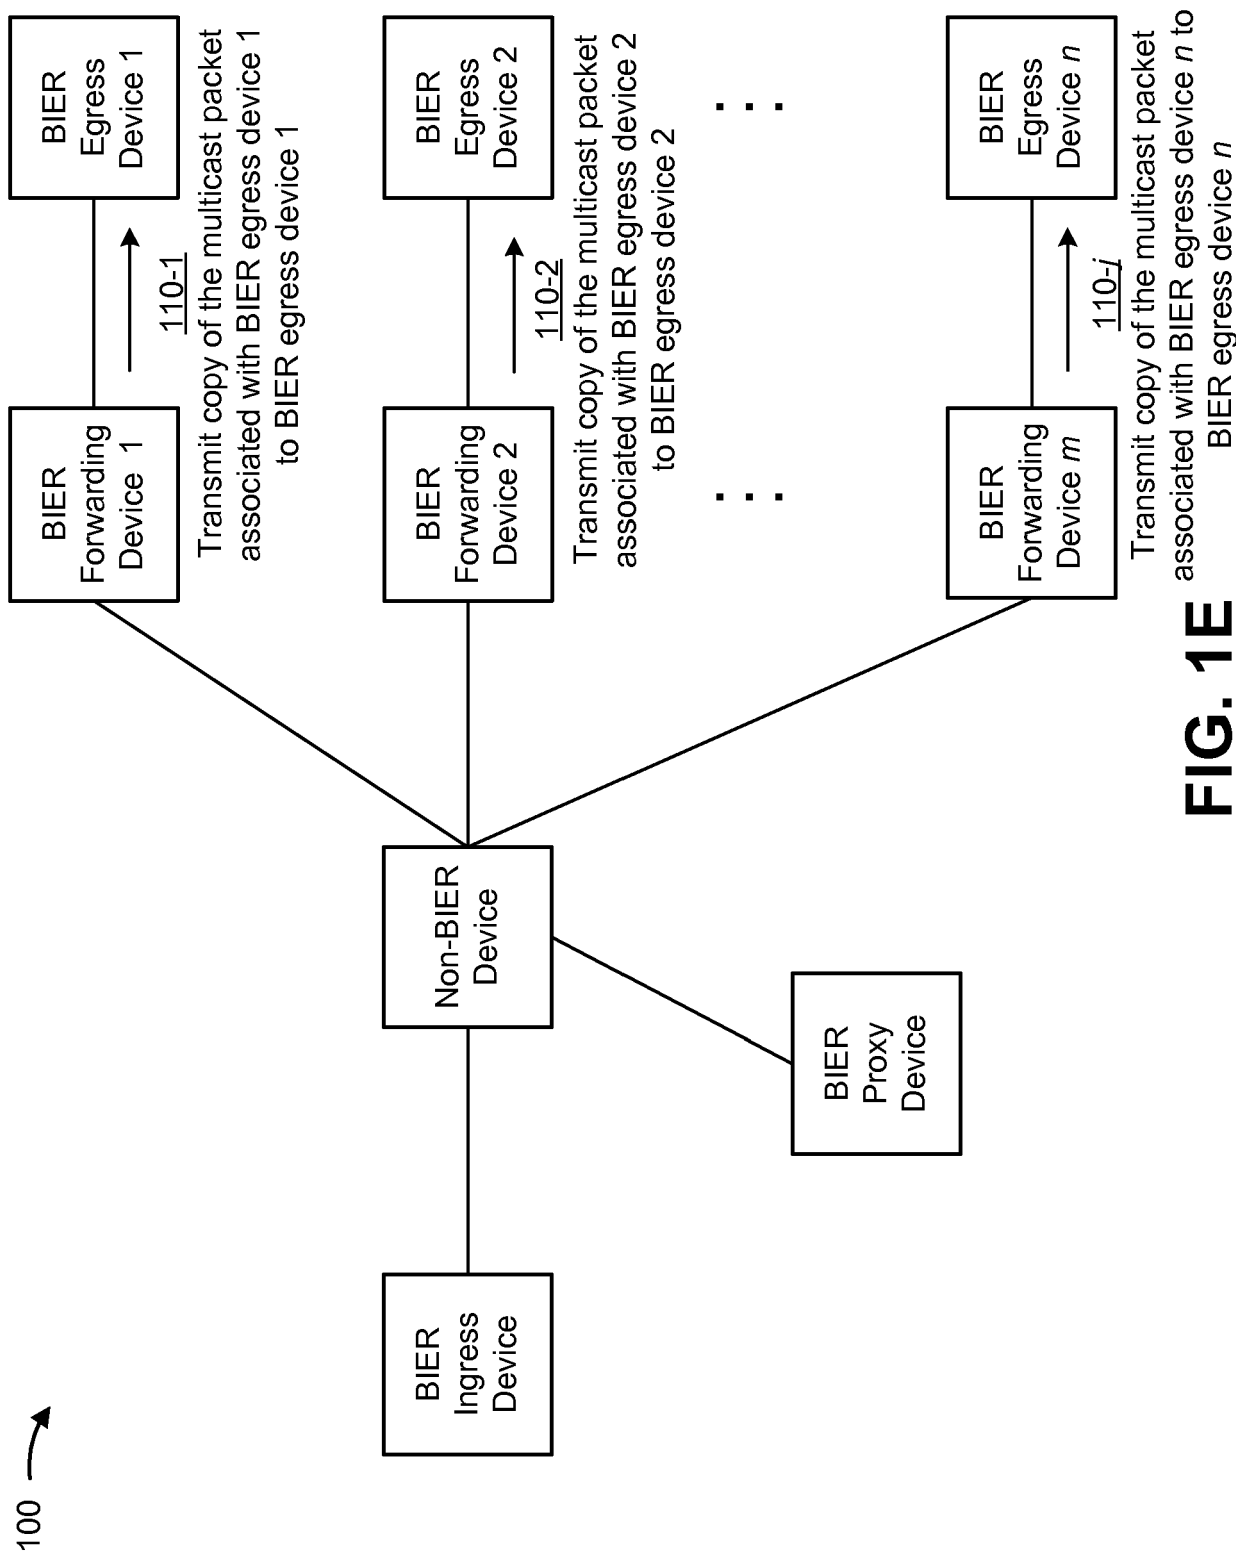 100
BIER
Ingress
Device
Non-BIER
Device
BIER
Proxy
Device
BIER
Forwarding
Device 1
BIER
Egress
Device 1
110-1
Transmit copy of the multicast packet
associated with BIER egress device 1
to BIER egress device 1
BIER
Forwarding
Device 2
BIER
Egress
Device 2
110-2
Transmit copy of the multicast packet
associated with BIER egress device 2
to BIER egress device 2
. . .
. . .
BIER
Forwarding
Device m
BIER
Egress
Device n
110-j
Transmit copy of the multicast packet
associated with BIER egress device n to
BIER egress device n
FIG. 1E